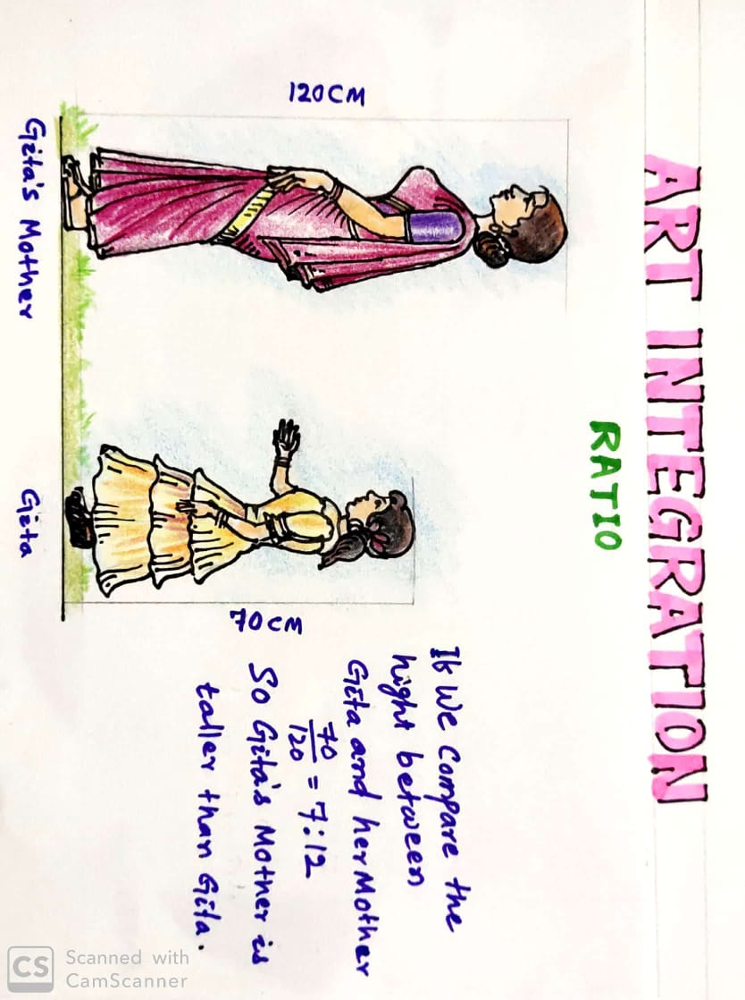 ART INTEGRATION
RATIO
120CM
70CM
Gita's Mother
Gita
If We Compare the
hight between
Gita and her Mother
70
120 = 7:12
So Gita's Mother is
taller than Gita.
CS Scanned with
CamScanner